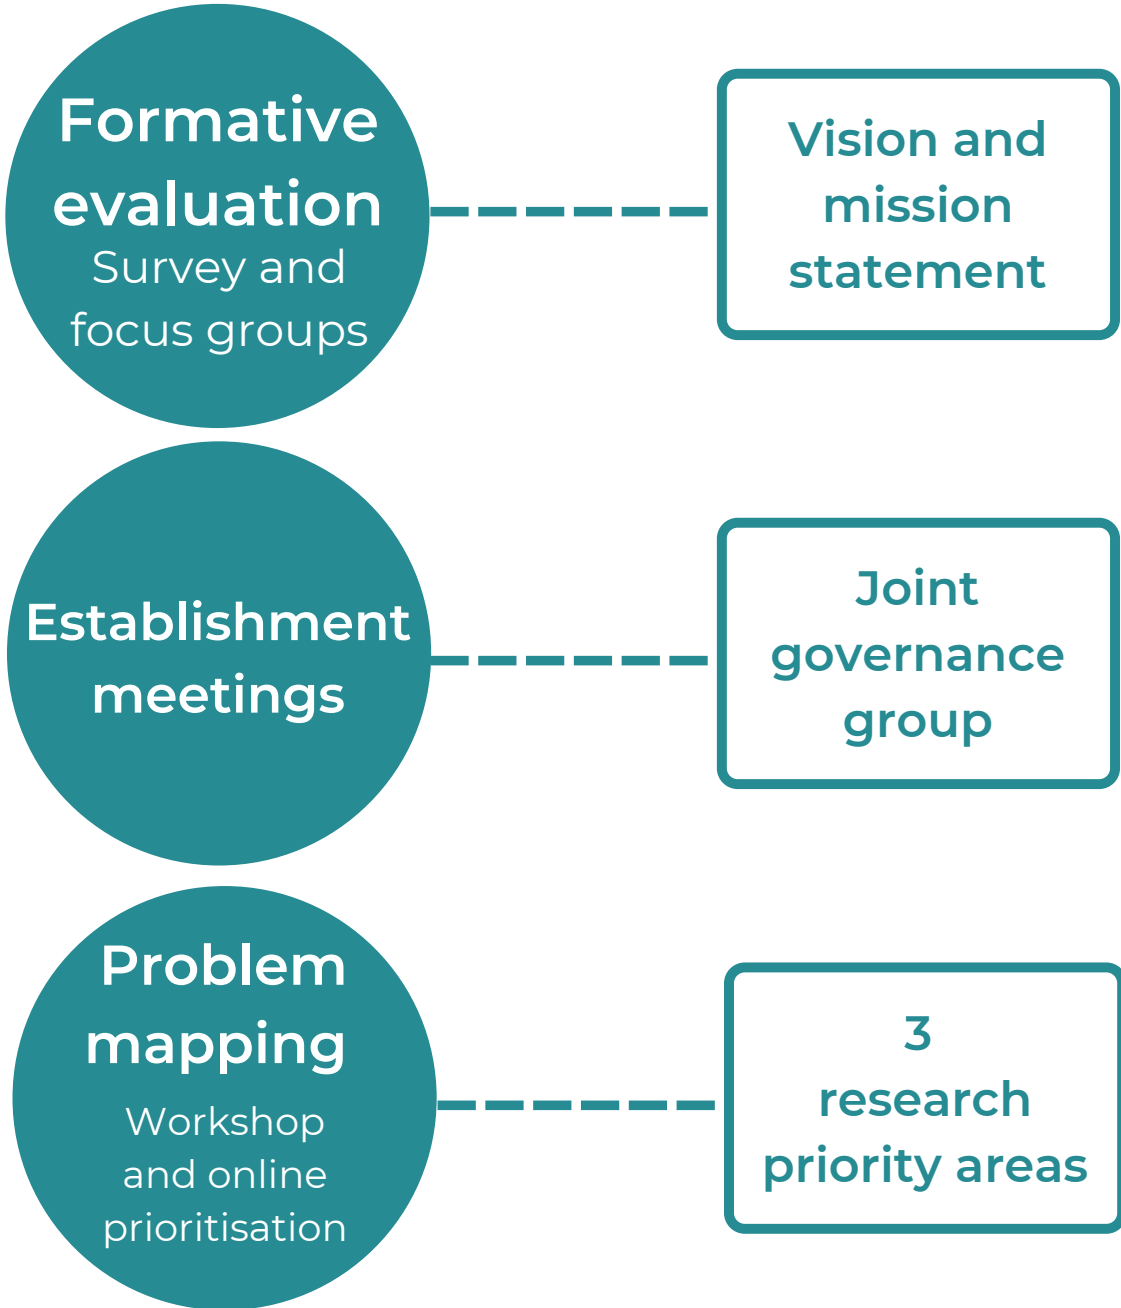 Formative
evaluation
Survey and
focus groups
Vision and
mission
statement
Establishment
meetings
Joint
governance
group
Problem
mapping
Workshop
and online
prioritisation
3
research
priority areas